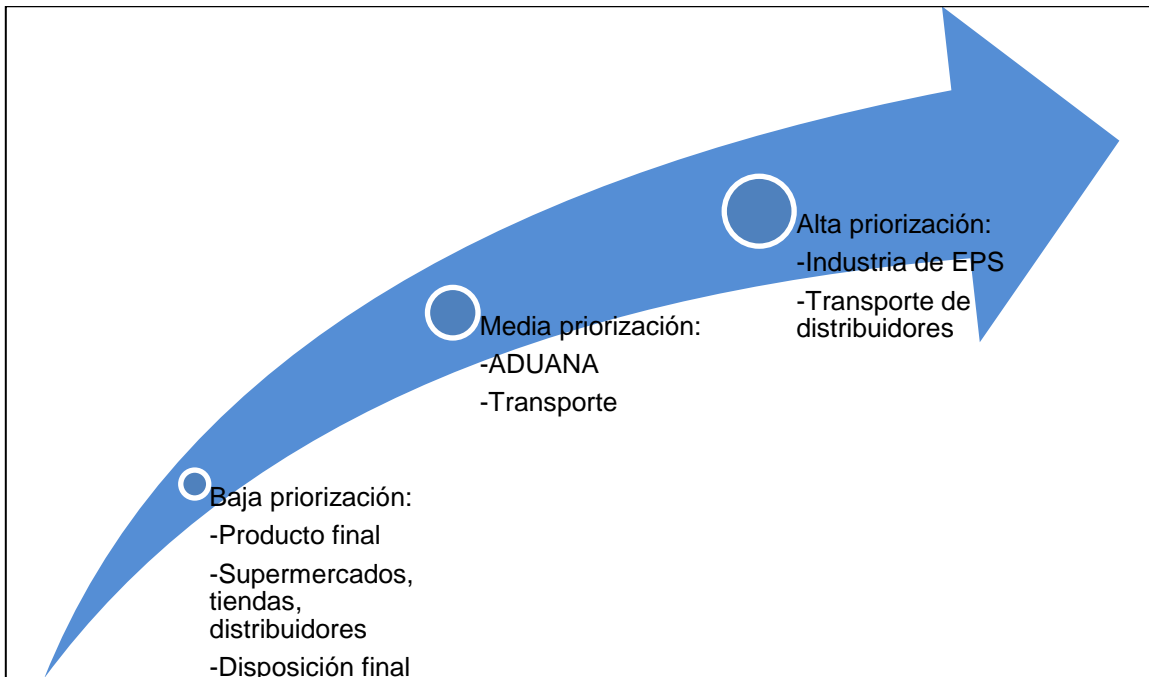 Alta priorización:
-Industria de EPS
-Transporte de
distribuidores
Media priorización:
-ADUANA
-Transporte
Baja priorización:
-Producto final
-Supermercados,
tiendas,
distribuidores
-Disposición final